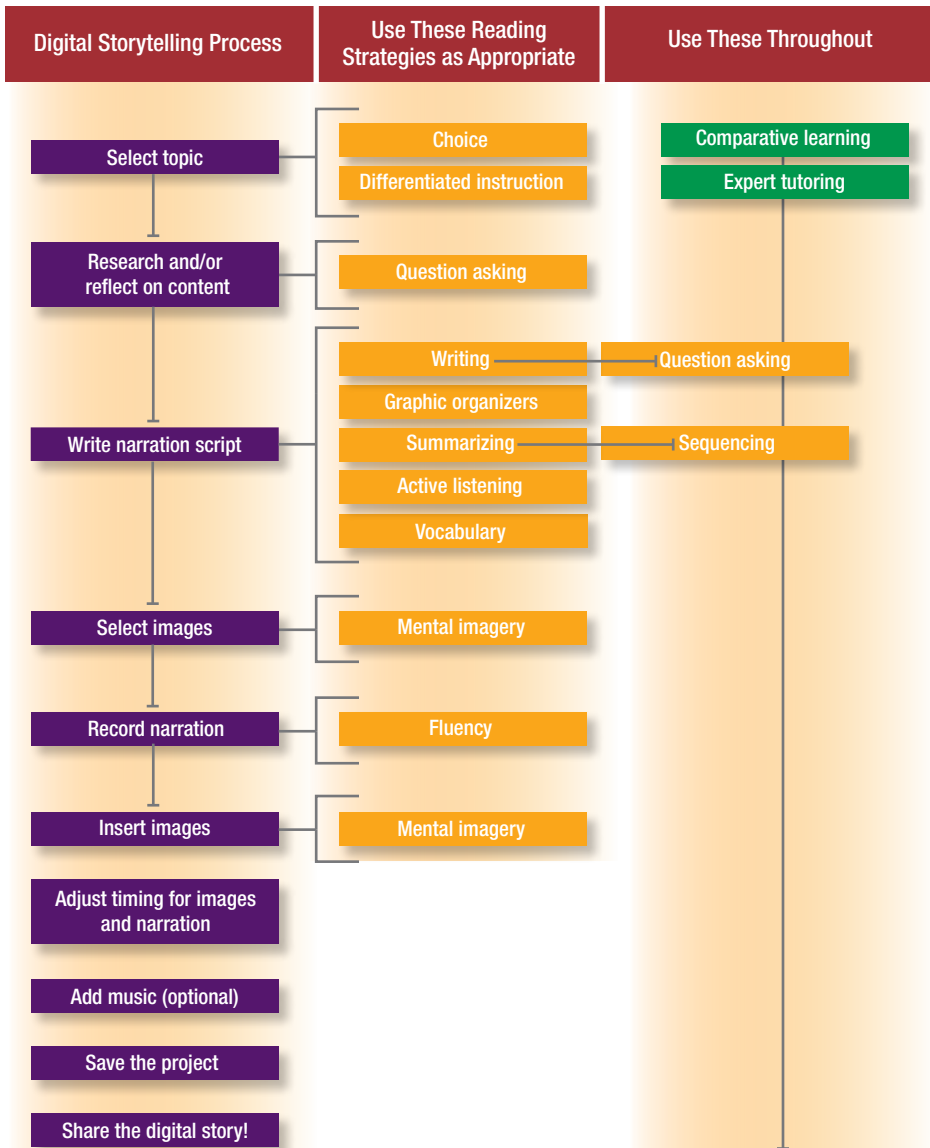 Digital Storytelling Process
Use These Reading
Strategies as Appropriate
Use These Throughout
Select topic
Choice
Differentiated instruction
Comparative learning
Expert tutoring
Research and/or
reflect on content
Question asking
Write narration script
Writing
Graphic organizers
Summarizing
Active listening
Vocabulary
Question asking
Sequencing
Select images
Mental imagery
Record narration
Fluency
Insert images
Mental imagery
Adjust timing for images
and narration
Add music (optional)
Save the project
Share the digital story!